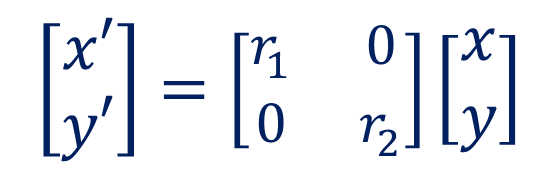 [x′] = [r₁ 0] [x]
[y′] [0 r₂] [y]